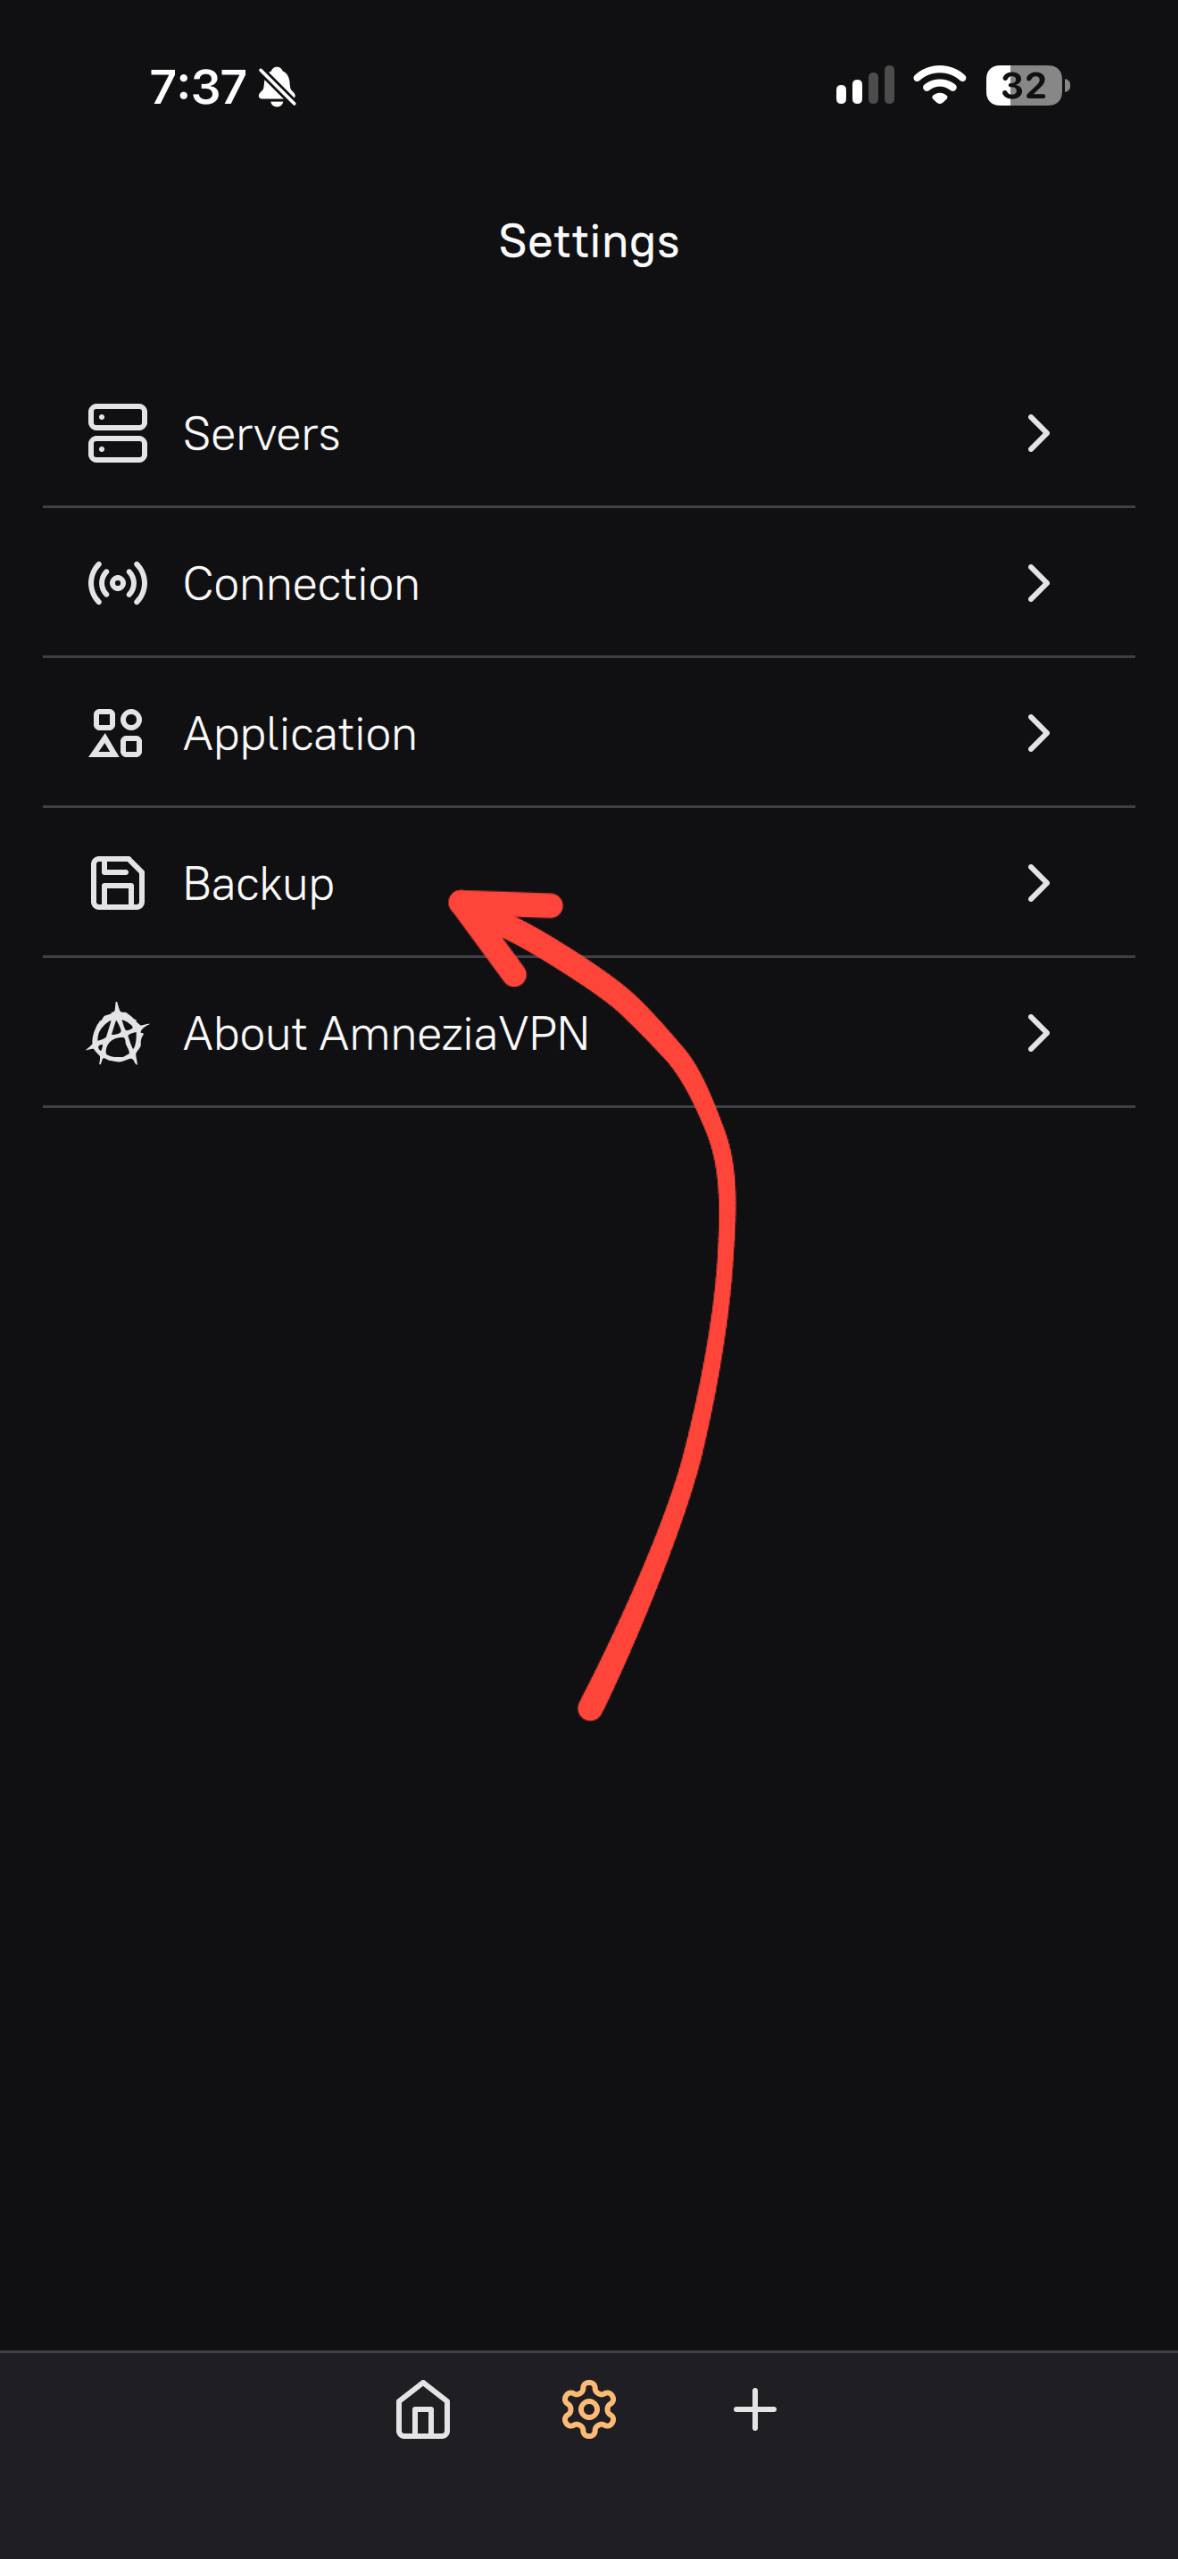 7:37
32
Settings
Servers
Connection
Application
Backup
About AmneziaVPN